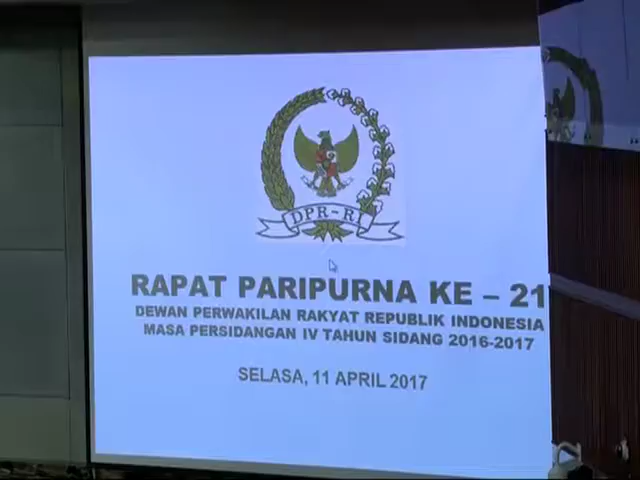 DPR-RI
RAPAT PARIPURNA KE – 21
DEWAN PERWAKILAN RAKYAT REPUBLIK INDONESIA
MASA PERSIDANGAN IV TAHUN SIDANG 2016-2017
SELASA, 11 APRIL 2017